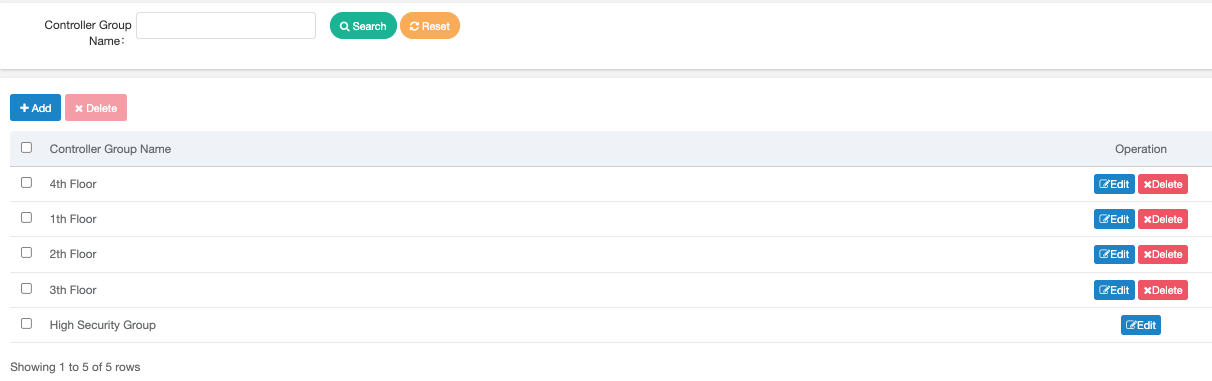 Controller Group
Name：
Search
Reset
Add
Delete
Controller Group Name Operation
4th Floor Edit Delete
1th Floor Edit Delete
2th Floor Edit Delete
3th Floor Edit Delete
High Security Group Edit
Showing 1 to 5 of 5 rows